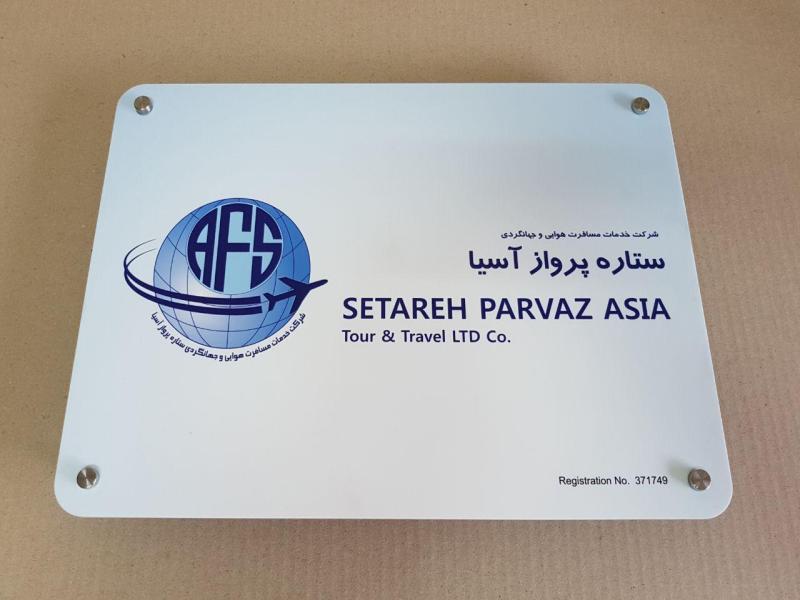 AFS
شرکت خدمات مسافرت هوایی و جهانگردی ستاره پرواز آسیا
شرکت خدمات مسافرت هوایی و جهانگردی
ستاره پرواز آسیا
SETAREH PARVAZ ASIA
Tour & Travel LTD Co.
Registration No. 371749